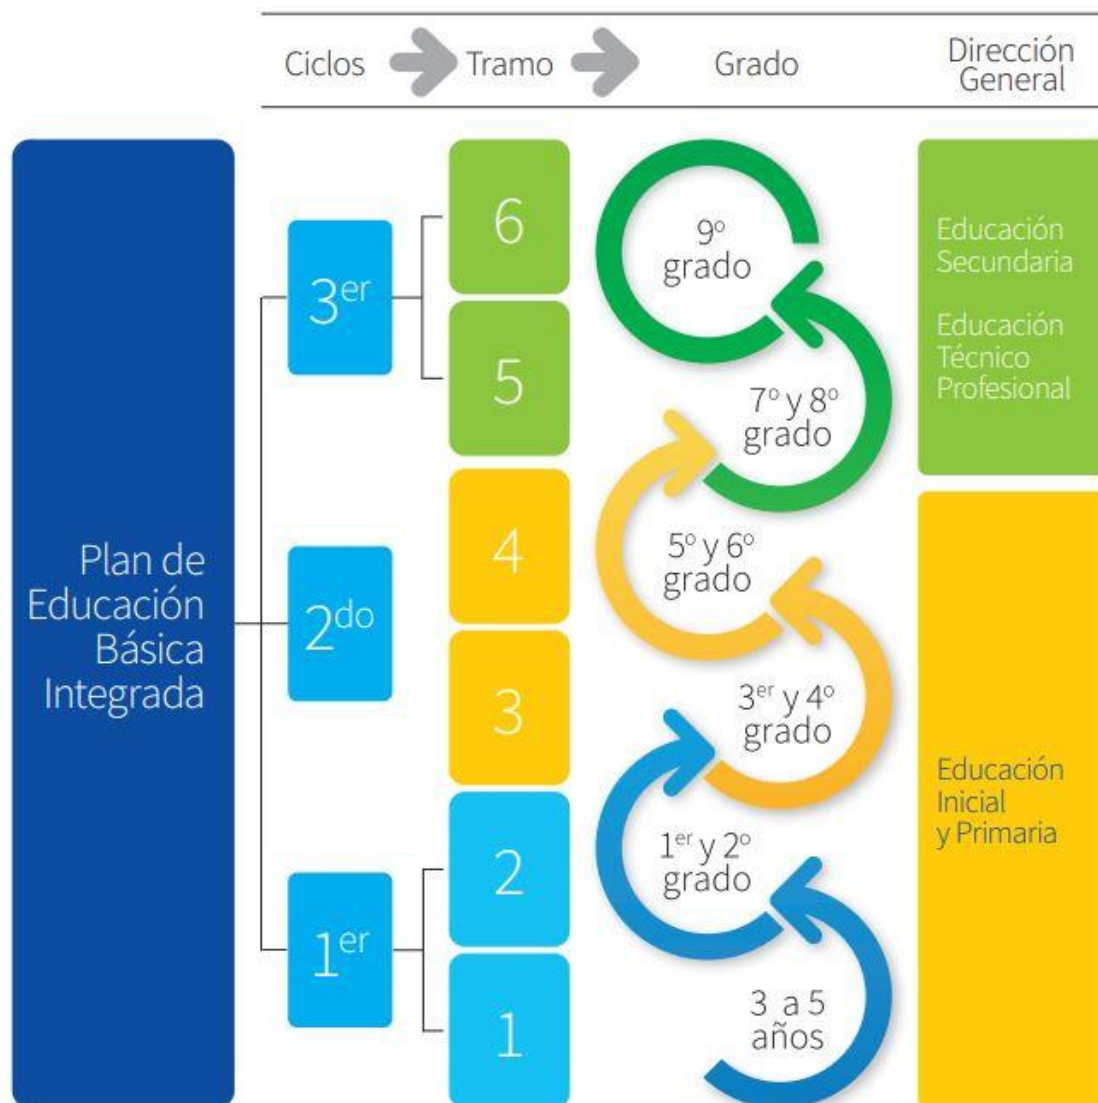 Ciclos
Tramo
Grado
Dirección
General
Plan de
Educación
Básica
Integrada
3er
2do
1er
6
5
4
3
2
1
9º
grado
7º y 8º
grado
5º y 6º
grado
3er y 4º
grado
1er y 2º
grado
3 a 5
años
Educación
Secundaria
Educación
Técnico
Profesional
Educación
Inicial
y Primaria